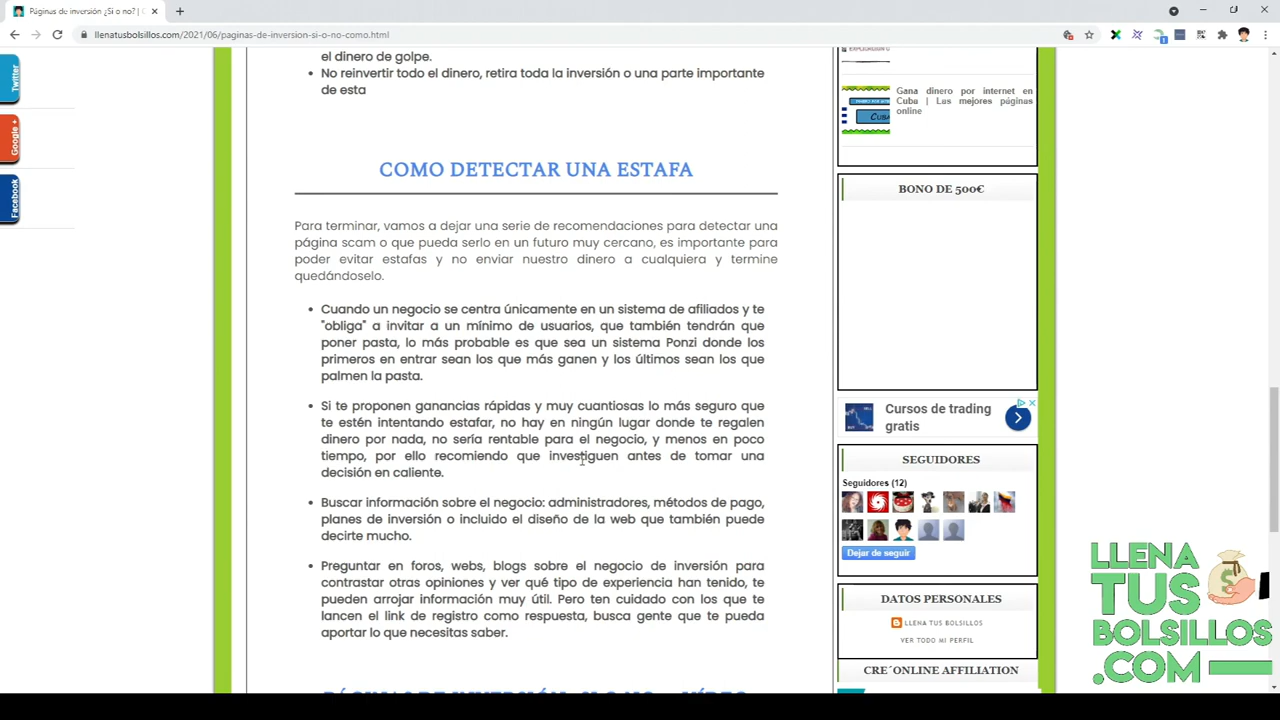 Páginas de inversión ¿Si o no? |
llenatusbolsillos.com/2021/06/paginas-de-inversion-si-o-no-como.html
Twitter
Google +
Facebook
el dinero de golpe.
• No reinvertir todo el dinero, retira toda la inversión o una parte importante
de esta
COMO DETECTAR UNA ESTAFA
Para terminar, vamos a dejar una serie de recomendaciones para detectar una
página scam o que pueda serlo en un futuro muy cercano, es importante para
poder evitar estafas y no enviar nuestro dinero a cualquiera y termine
quedándoselo.
• Cuando un negocio se centra únicamente en un sistema de afiliados y te
"obliga" a invitar a un mínimo de usuarios, que también tendrán que
poner pasta, lo más probable es que sea un sistema Ponzi donde los
primeros en entrar sean los que más ganen y los últimos sean los que
palmen la pasta.
• Si te proponen ganancias rápidas y muy cuantiosas lo más seguro que
te estén intentando estafar, no hay en ningún lugar donde te regalen
dinero por nada, no sería rentable para el negocio, y menos en poco
tiempo, por ello recomiendo que investiguen antes de tomar una
decisión en caliente.
• Buscar información sobre el negocio: administradores, métodos de pago,
planes de inversión o incluido el diseño de la web que también puede
decirte mucho.
• Preguntar en foros, webs, blogs sobre el negocio de inversión para
contrastar otras opiniones y ver qué tipo de experiencia han tenido, te
pueden arrojar información muy útil. Pero ten cuidado con los que te
lancen el link de registro como respuesta, busca gente que te pueda
aportar lo que necesitas saber.
Gana dinero por internet en
Cuba | Las mejores páginas
online
BONO DE 500€
Cursos de trading
gratis
SEGUIDORES
Seguidores (12)
Dejar de seguir
DATOS PERSONALES
LLENA TUS BOLSILLOS
VER TODO MI PERFIL
CRE´ONLINE AFFILIATION
LLENA
TUS
BOLSILLOS
.COM